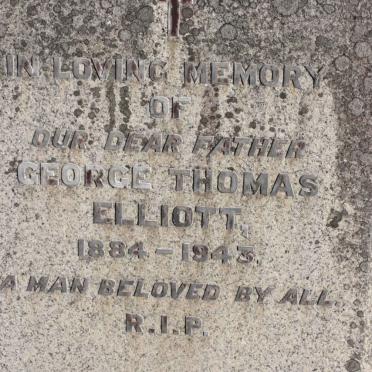 IN LOVING MEMORY
OF
OUR DEAR FATHER
GEORGE THOMAS
ELLIOTT,
1884-1943.
A MAN BELOVED BY ALL.
R.I.P.